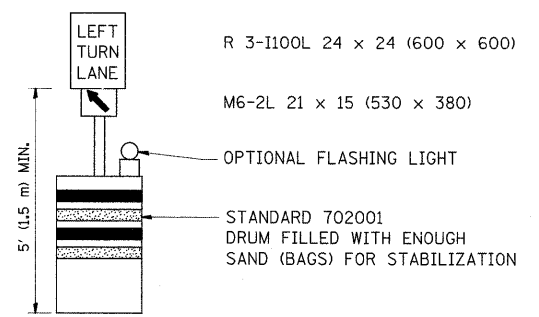 LEFT
TURN
LANE
R 3-I100L 24 x 24 (600 x 600)
M6-2L 21 x 15 (530 x 380)
5' (1.5 m) MIN.
OPTIONAL FLASHING LIGHT
STANDARD 702001
DRUM FILLED WITH ENOUGH
SAND (BAGS) FOR STABILIZATION